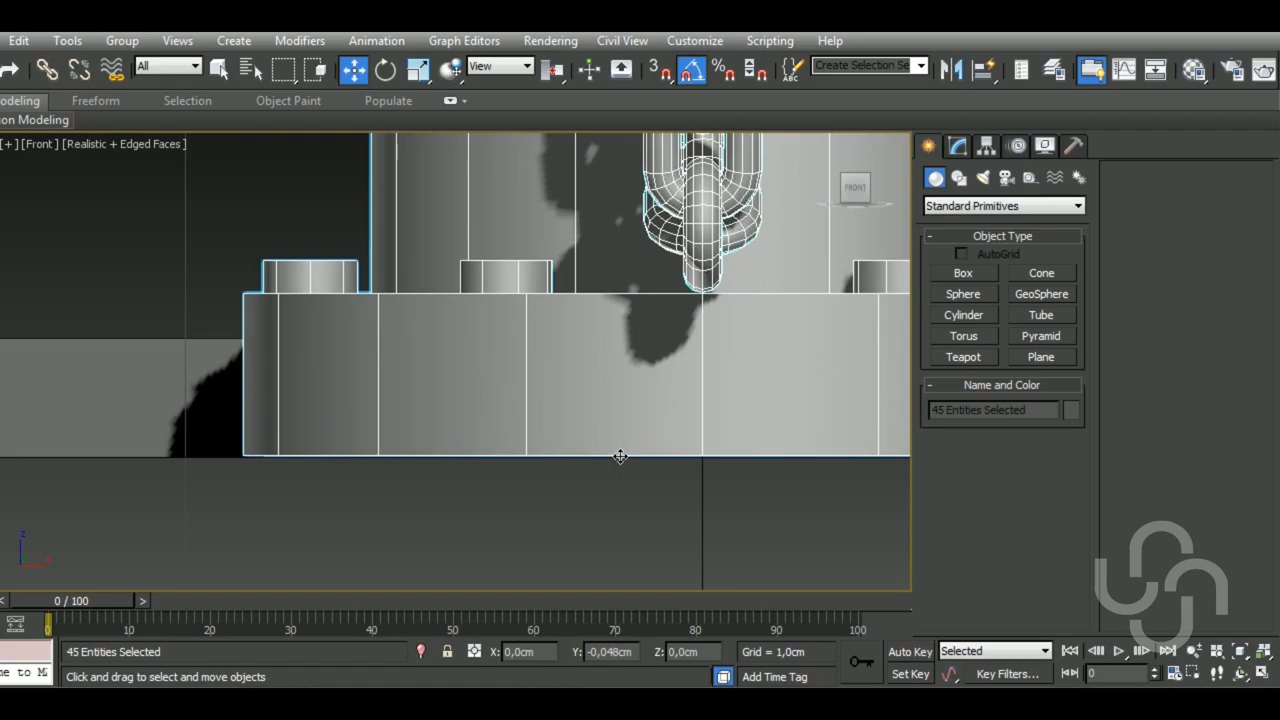 Edit Tools Group Views Create Modifiers Animation Graph Editors Rendering Civil View Customize Scripting Help
All View 3 Create Selection Se
odeling Freeform Selection Object Paint Populate
on Modeling
[+] [Front ] [Realistic + Edged Faces ]
FRONT
Standard Primitives
- Object Type
AutoGrid
Box Cone
Sphere GeoSphere
Cylinder Tube
Torus Pyramid
Teapot Plane
- Name and Color
45 Entities Selected
z
x
< 0 / 100 >
0 10 20 30 40 50 60 70 80 90 100
45 Entities Selected X: 0,0cm Y: -0,048cm Z: 0,0cm Grid = 1,0cm Auto Key Selected
ne to M Click and drag to select and move objects Add Time Tag Set Key Key Filters... 0